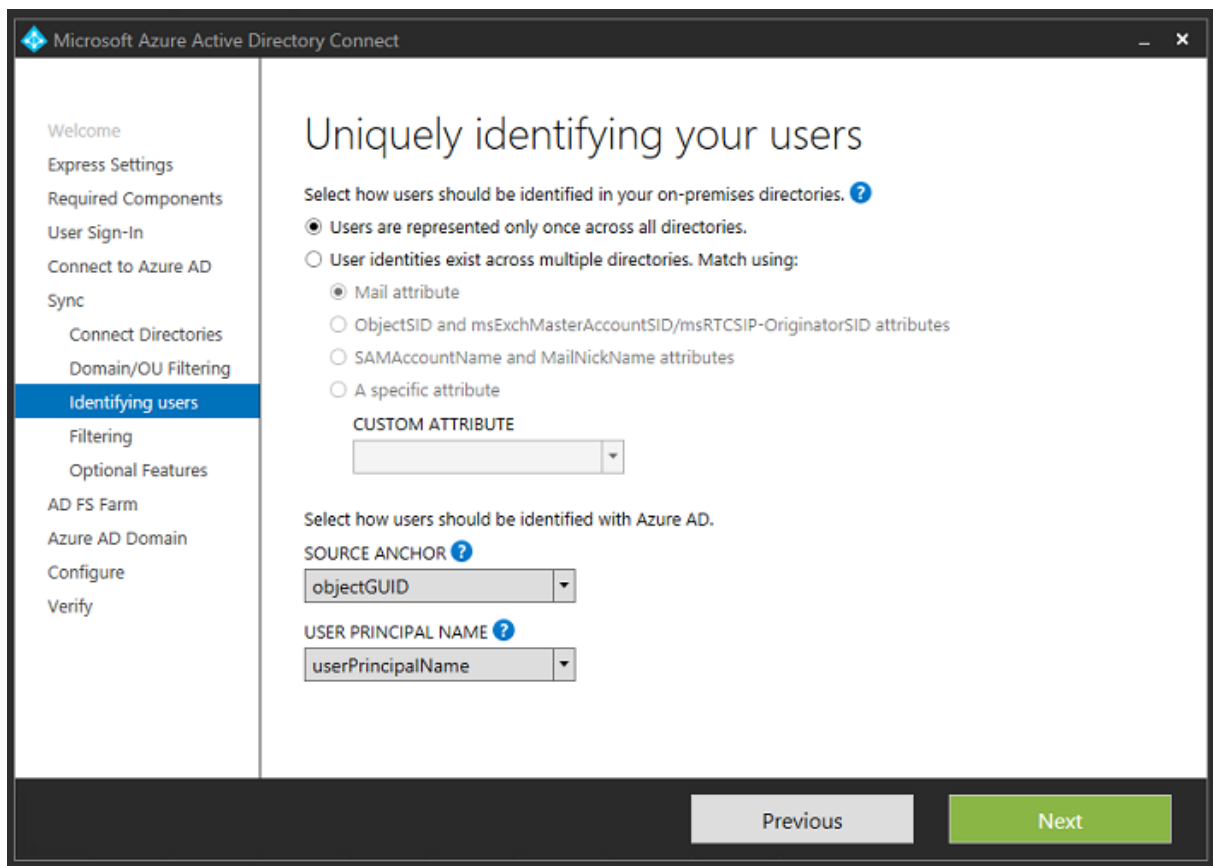 Microsoft Azure Active Directory Connect
Welcome
Express Settings
Required Components
User Sign-In
Connect to Azure AD
Sync
Connect Directories
Domain/OU Filtering
Identifying users
Filtering
Optional Features
AD FS Farm
Azure AD Domain
Configure
Verify
Uniquely identifying your users
Select how users should be identified in your on-premises directories. ?
Users are represented only once across all directories.
User identities exist across multiple directories. Match using:
Mail attribute
ObjectSID and msExchMasterAccountSID/msRTCSIP-OriginatorSID attributes
SAMAccountName and MailNickName attributes
A specific attribute
CUSTOM ATTRIBUTE
Select how users should be identified with Azure AD.
SOURCE ANCHOR ?
objectGUID
USER PRINCIPAL NAME ?
userPrincipalName
Previous
Next